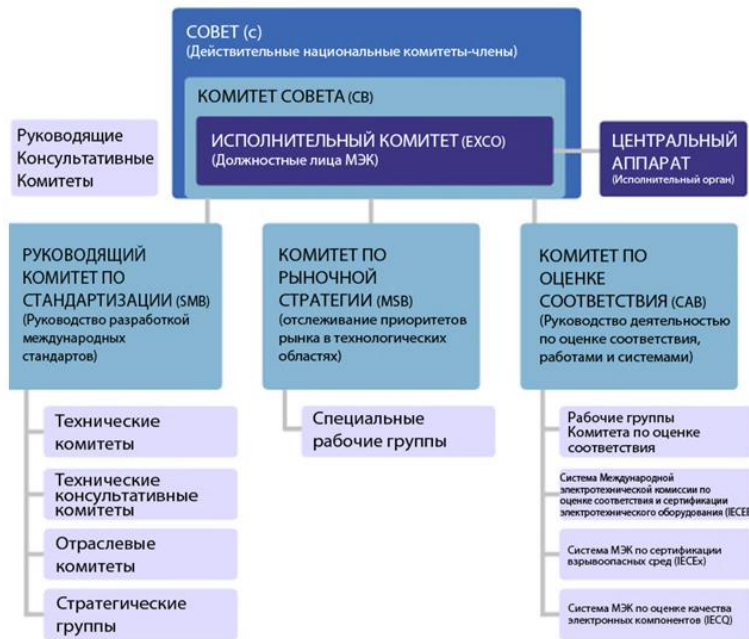 СОВЕТ (с)
(Действительные национальные комитеты-члены)
КОМИТЕТ СОВЕТА (СВ)
ИСПОЛНИТЕЛЬНЫЙ КОМИТЕТ (EXCO)
(Должностные лица МЭК)
Руководящие
Консультативные
Комитеты
ЦЕНТРАЛЬНЫЙ
АППАРАТ
(Исполнительный орган)
РУКОВОДЯЩИЙ
КОМИТЕТ ПО
СТАНДАРТИЗАЦИИ (SMB)
(Руководство разработкой
международных
стандартов)
Технические
комитеты
Технические
консультативные
комитеты
Отраслевые
комитеты
Стратегические
группы
КОМИТЕТ ПО
РЫНОЧНОЙ
СТРАТЕГИИ (MSB)
(отслеживание приоритетов
рынка в технологических
областях)
Специальные
рабочие группы
КОМИТЕТ ПО
ОЦЕНКЕ
СООТВЕТСТВИЯ (CAB)
(Руководство деятельностью
по оценке соответствия,
работами и системами)
Рабочие группы
Комитета по оценке
соответствия
Система Международной
электротехнической комиссии по
оценке соответствия и сертификации
электротехнического оборудования (IECEE
Система МЭК по сертификации
взрывоопасных сред (IECEx)
Система МЭК по оценке качества
электронных компонентов (IECQ)